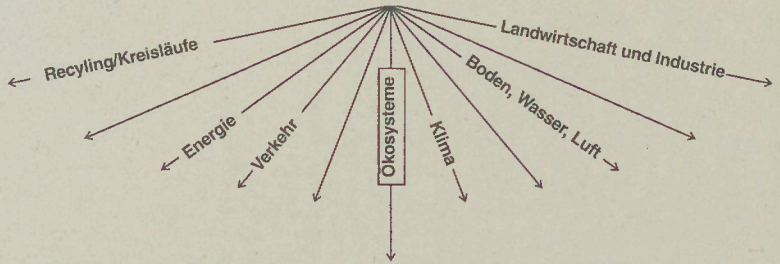 Recyling/Kreisläufe
Energie
Verkehr
Ökosysteme
Klima
Boden, Wasser, Luft
Landwirtschaft und Industrie